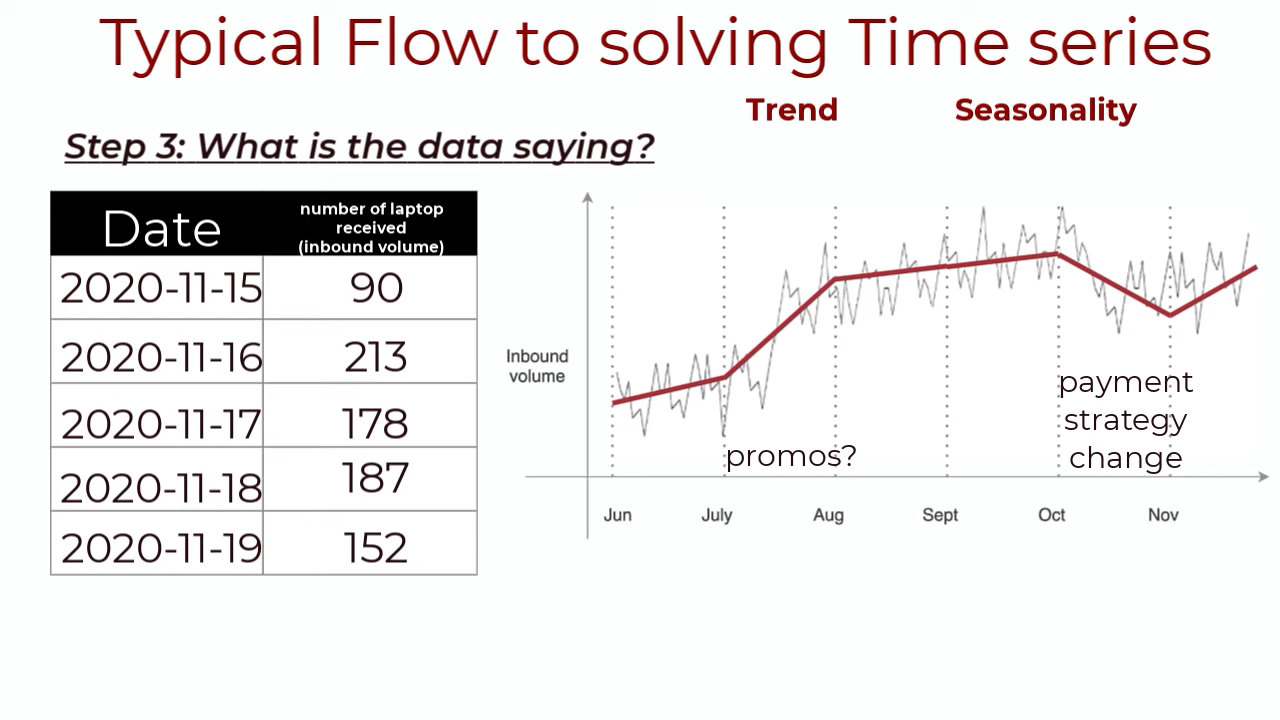 Typical Flow to solving Time series
Trend
Seasonality
Step 3: What is the data saying?
Date
number of laptop
received
(inbound volume)
2020-11-15
90
2020-11-16
213
2020-11-17
178
2020-11-18
187
2020-11-19
152
Inbound
volume
promos?
payment
strategy
change
Jun
July
Aug
Sept
Oct
Nov